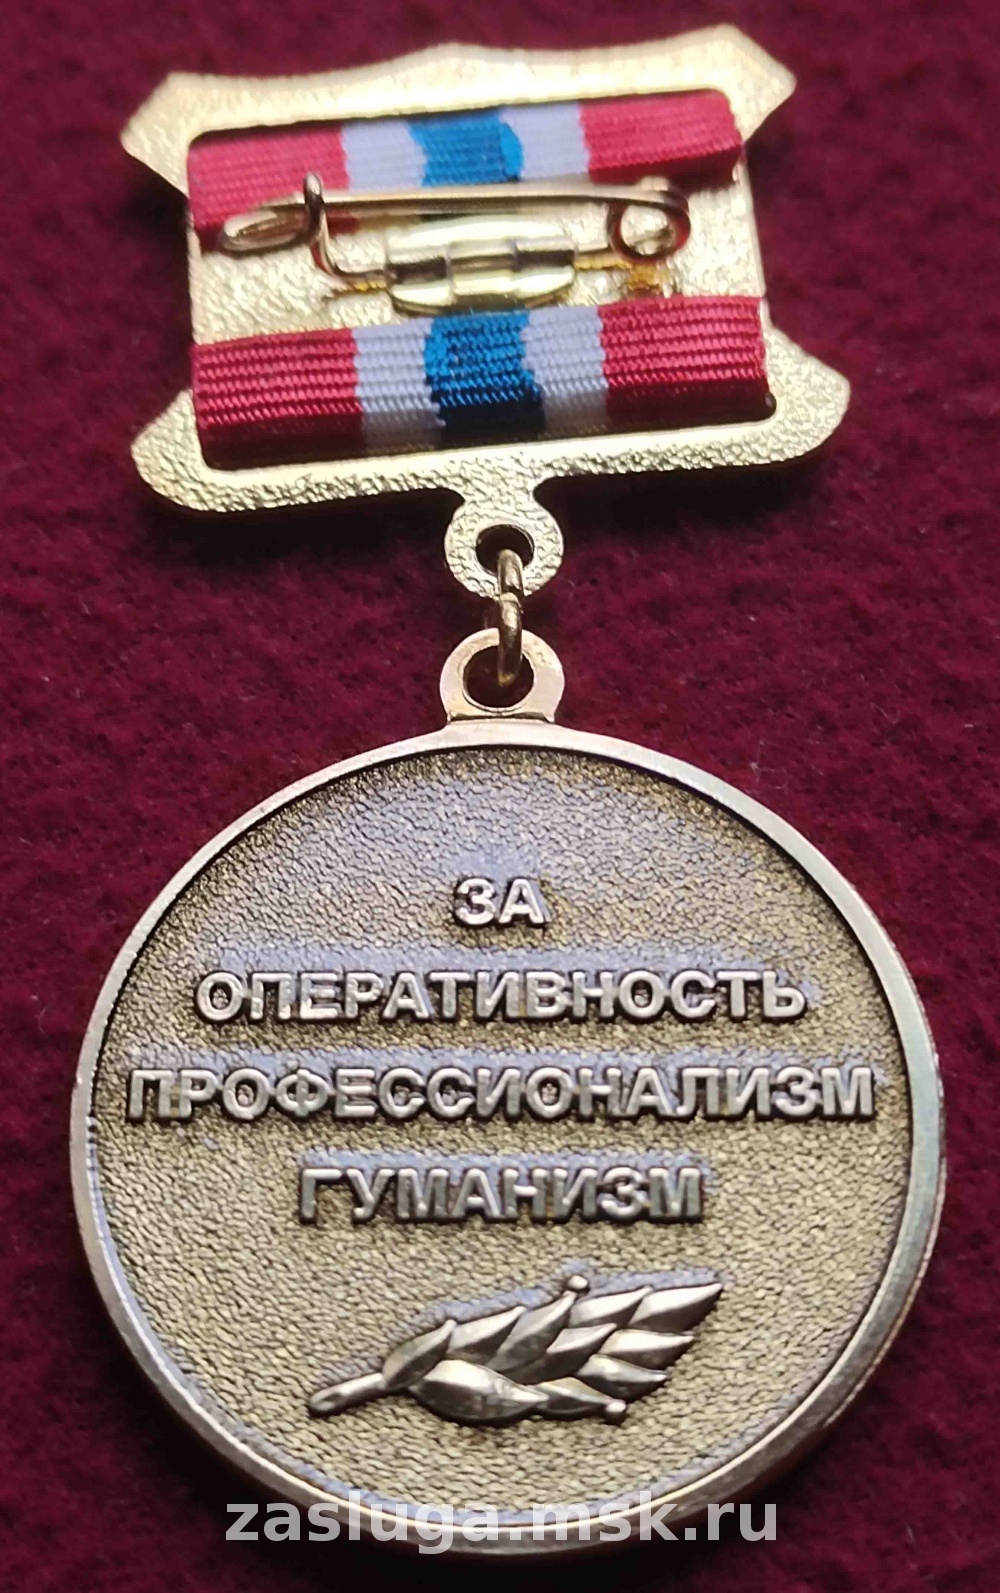 ЗА
ОПЕРАТИВНОСТЬ
ПРОФЕССИОНАЛИЗМ
ГУМАНИЗМ
zasluga.msk.ru